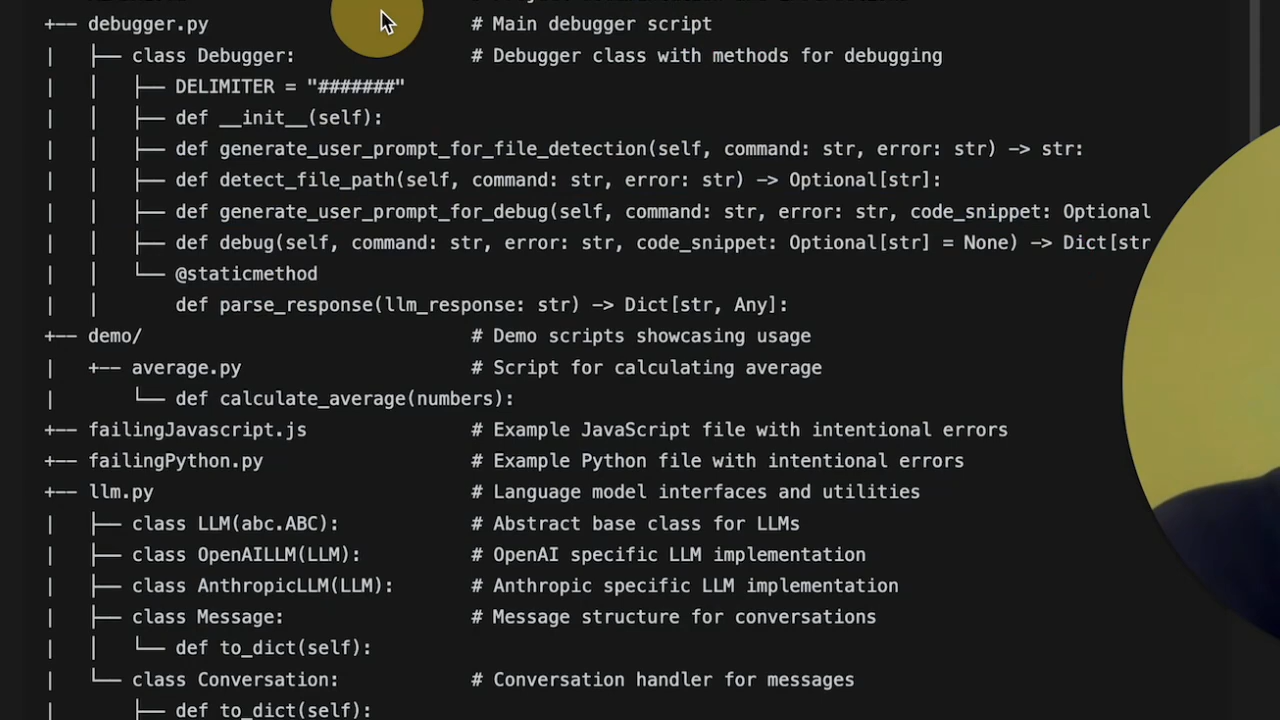 +–– debugger.py # Main debugger script
| ├── class Debugger: # Debugger class with methods for debugging
| │ ├── DELIMITER = "#######"
| │ ├── def __init__(self):
| │ ├── def generate_user_prompt_for_file_detection(self, command: str, error: str) -> str:
| │ ├── def detect_file_path(self, command: str, error: str) -> Optional[str]:
| │ ├── def generate_user_prompt_for_debug(self, command: str, error: str, code_snippet: Optional
| │ ├── def debug(self, command: str, error: str, code_snippet: Optional[str] = None) -> Dict[str
| │ └── @staticmethod
| │ def parse_response(llm_response: str) -> Dict[str, Any]:
+–– demo/ # Demo scripts showcasing usage
| +–– average.py # Script for calculating average
| └── def calculate_average(numbers):
+–– failingJavascript.js # Example JavaScript file with intentional errors
+–– failingPython.py # Example Python file with intentional errors
+–– llm.py # Language model interfaces and utilities
| ├── class LLM(abc.ABC): # Abstract base class for LLMs
| ├── class OpenAILLM(LLM): # OpenAI specific LLM implementation
| ├── class AnthropicLLM(LLM): # Anthropic specific LLM implementation
| ├── class Message: # Message structure for conversations
| │ └── def to_dict(self):
| └── class Conversation: # Conversation handler for messages
| ├── def to_dict(self):